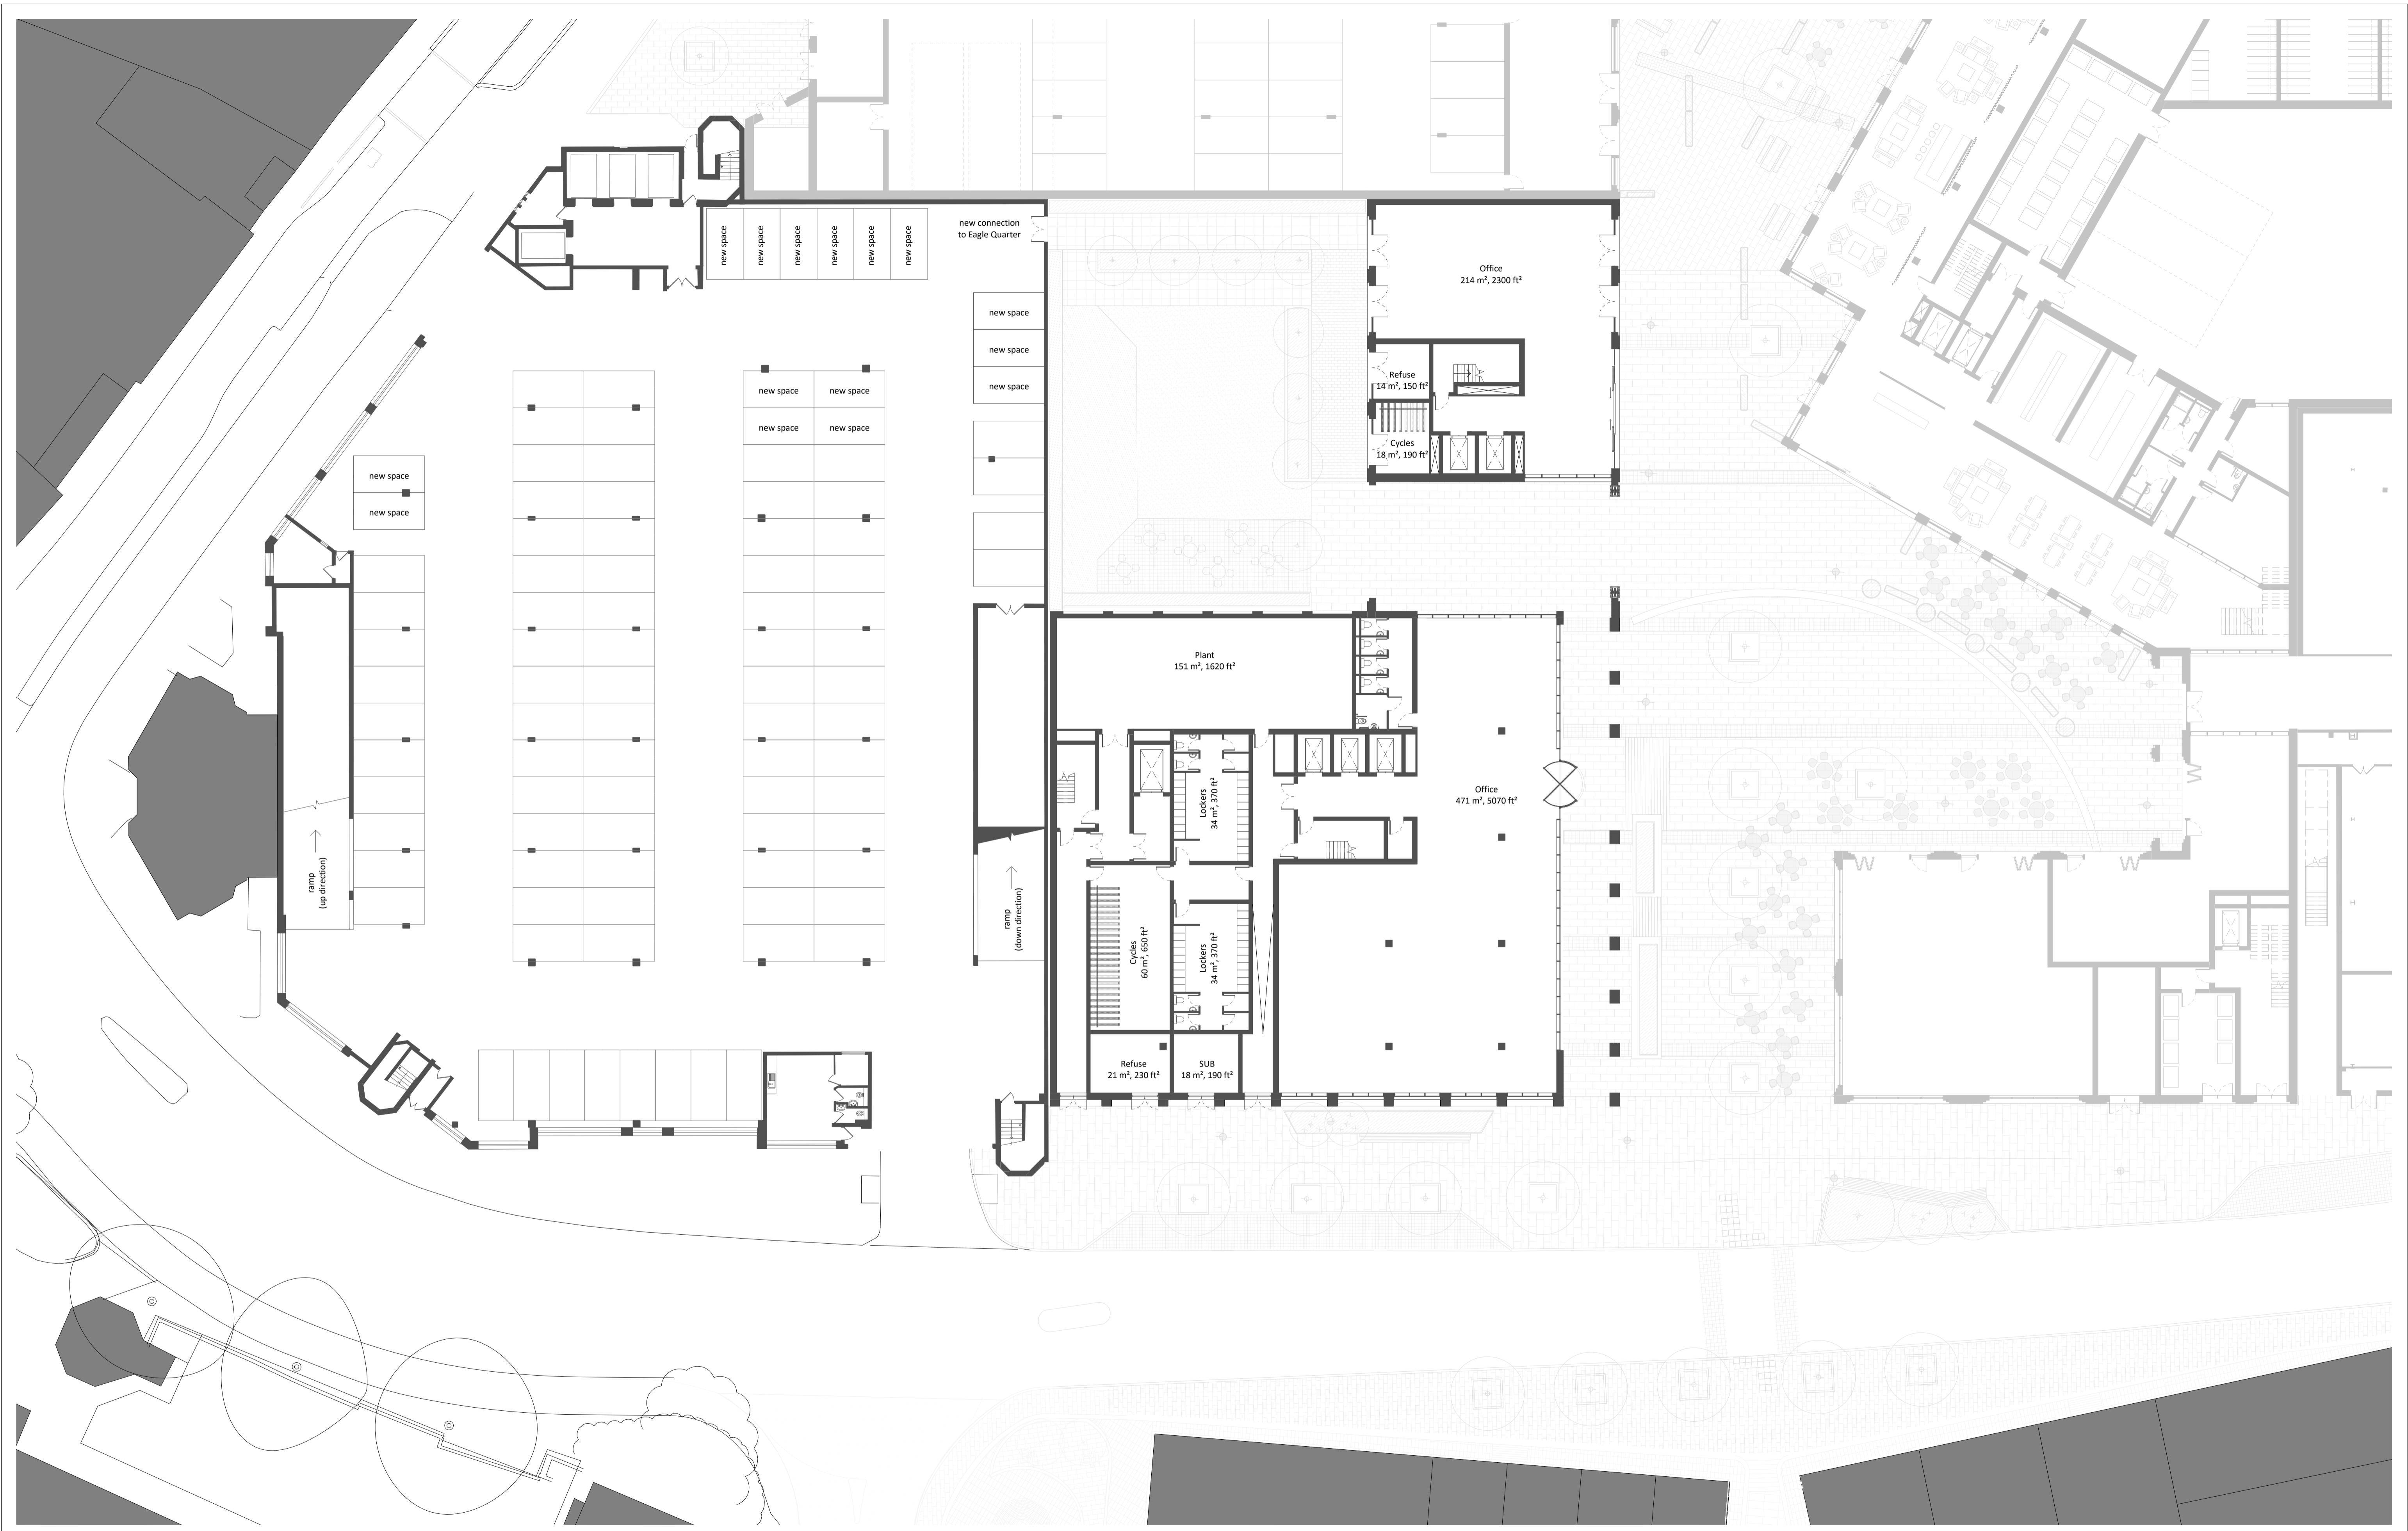 new connection
to Eagle Quarter
new space
new space
new space
new space
new space
new space
Office
214 m², 2300 ft²
new space
new space
new space
new space
new space
new space
new space
Refuse
14 m², 150 ft²
Cycles
18 m², 190 ft²
new space
new space
Plant
151 m², 1620 ft²
Lockers
34 m², 370 ft²
Office
471 m², 5070 ft²
ramp
(up direction)
ramp
(down direction)
Cycles
60 m², 650 ft²
Lockers
34 m², 370 ft²
Refuse
21 m², 230 ft²
SUB
18 m², 190 ft²